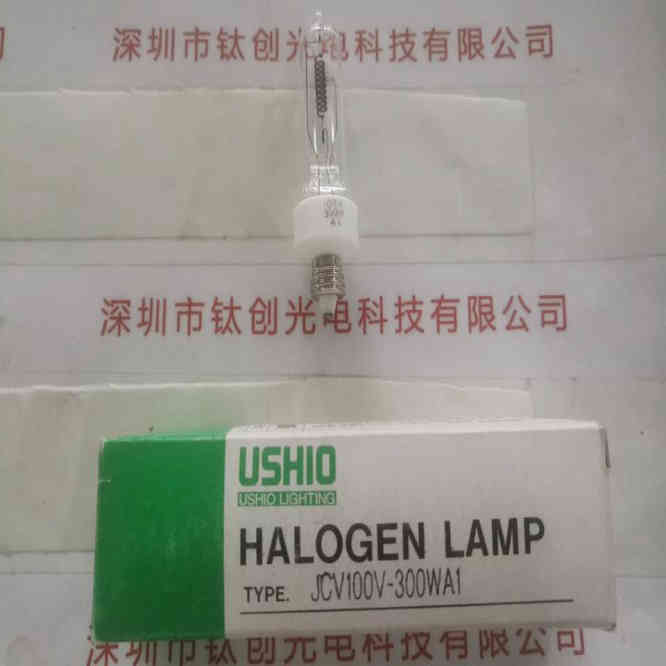 深圳市钛创光电科技有限公司
300W
A1
深圳市钛创光电科技有限公司
USHIO
USHIO LIGHTING
HALOGEN LAMP
TYPE. JCV100V-300WA1
深圳市钛创光电科技有限公司